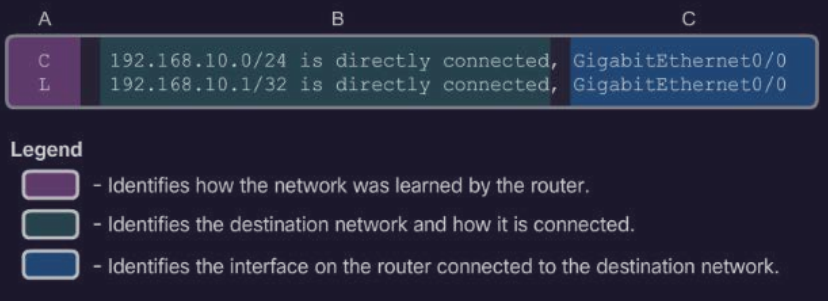 A B C
C 192.168.10.0/24 is directly connected, GigabitEthernet0/0
L 192.168.10.1/32 is directly connected, GigabitEthernet0/0
Legend
- Identifies how the network was learned by the router.
- Identifies the destination network and how it is connected.
- Identifies the interface on the router connected to the destination network.